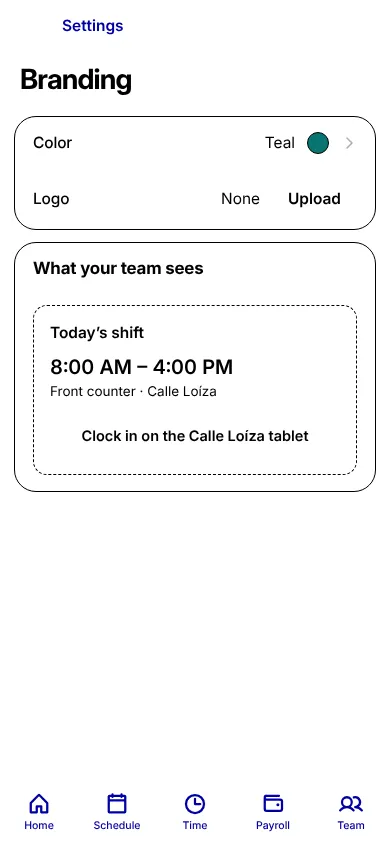 Settings
Branding
Color Teal
Logo None Upload
What your team sees
Today’s shift
8:00 AM – 4:00 PM
Front counter · Calle Loíza
Clock in on the Calle Loíza tablet
Home Schedule Time Payroll Team